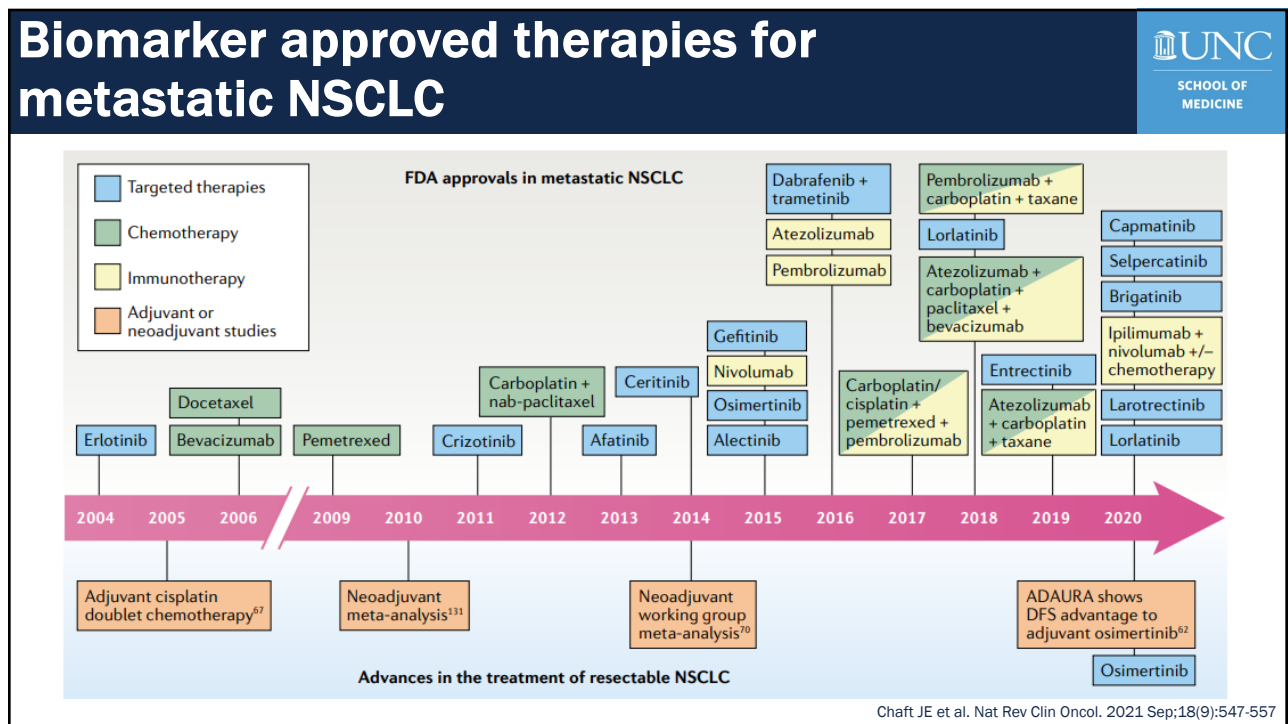 Biomarker approved therapies for
metastatic NSCLC
UNC
SCHOOL OF
MEDICINE
Targeted therapies
Chemotherapy
Immunotherapy
Adjuvant or
neoadjuvant studies
FDA approvals in metastatic NSCLC
Erlotinib
Docetaxel
Bevacizumab
Pemetrexed
Crizotinib
Carboplatin +
nab-paclitaxel
Afatinib
Ceritinib
Gefitinib
Nivolumab
Osimertinib
Alectinib
Dabrafenib +
trametinib
Atezolizumab
Pembrolizumab
Carboplatin/
cisplatin +
pemetrexed +
pembrolizumab
Pembrolizumab +
carboplatin + taxane
Lorlatinib
Atezolizumab +
carboplatin +
paclitaxel +
bevacizumab
Entrectinib
Atezolizumab
+ carboplatin
+ taxane
Capmatinib
Selpercatinib
Brigatinib
Ipilimumab +
nivolumab +/–
chemotherapy
Larotrectinib
Lorlatinib
2004 2005 2006 2009 2010 2011 2012 2013 2014 2015 2016 2017 2018 2019 2020
Adjuvant cisplatin
doublet chemotherapy67
Neoadjuvant
meta-analysis131
Neoadjuvant
working group
meta-analysis70
ADAURA shows
DFS advantage to
adjuvant osimertinib62
Osimertinib
Advances in the treatment of resectable NSCLC
Chaft JE et al. Nat Rev Clin Oncol. 2021 Sep;18(9):547-557